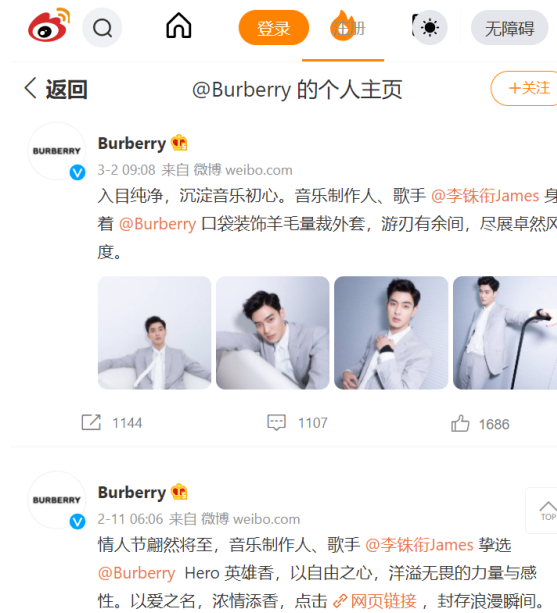 登录 注册 无障碍
返回 @Burberry 的个人主页 +关注
BURBERRY
Burberry
3-2 09:08 来自 微博 weibo.com
入目纯净，沉淀音乐初心。音乐制作人、歌手 @李铢衔James 身
着 @Burberry 口袋装饰羊毛量裁外套，游刃有余间，尽展卓然风
度。
1144 1107 1686
BURBERRY
Burberry
2-11 06:06 来自 微博 weibo.com
情人节翩然将至，音乐制作人、歌手 @李铢衔James 挚选
@Burberry Hero 英雄香，以自由之心，洋溢无畏的力量与感
性。以爱之名，浓情添香，点击 网页链接 ，封存浪漫瞬间。
TOP